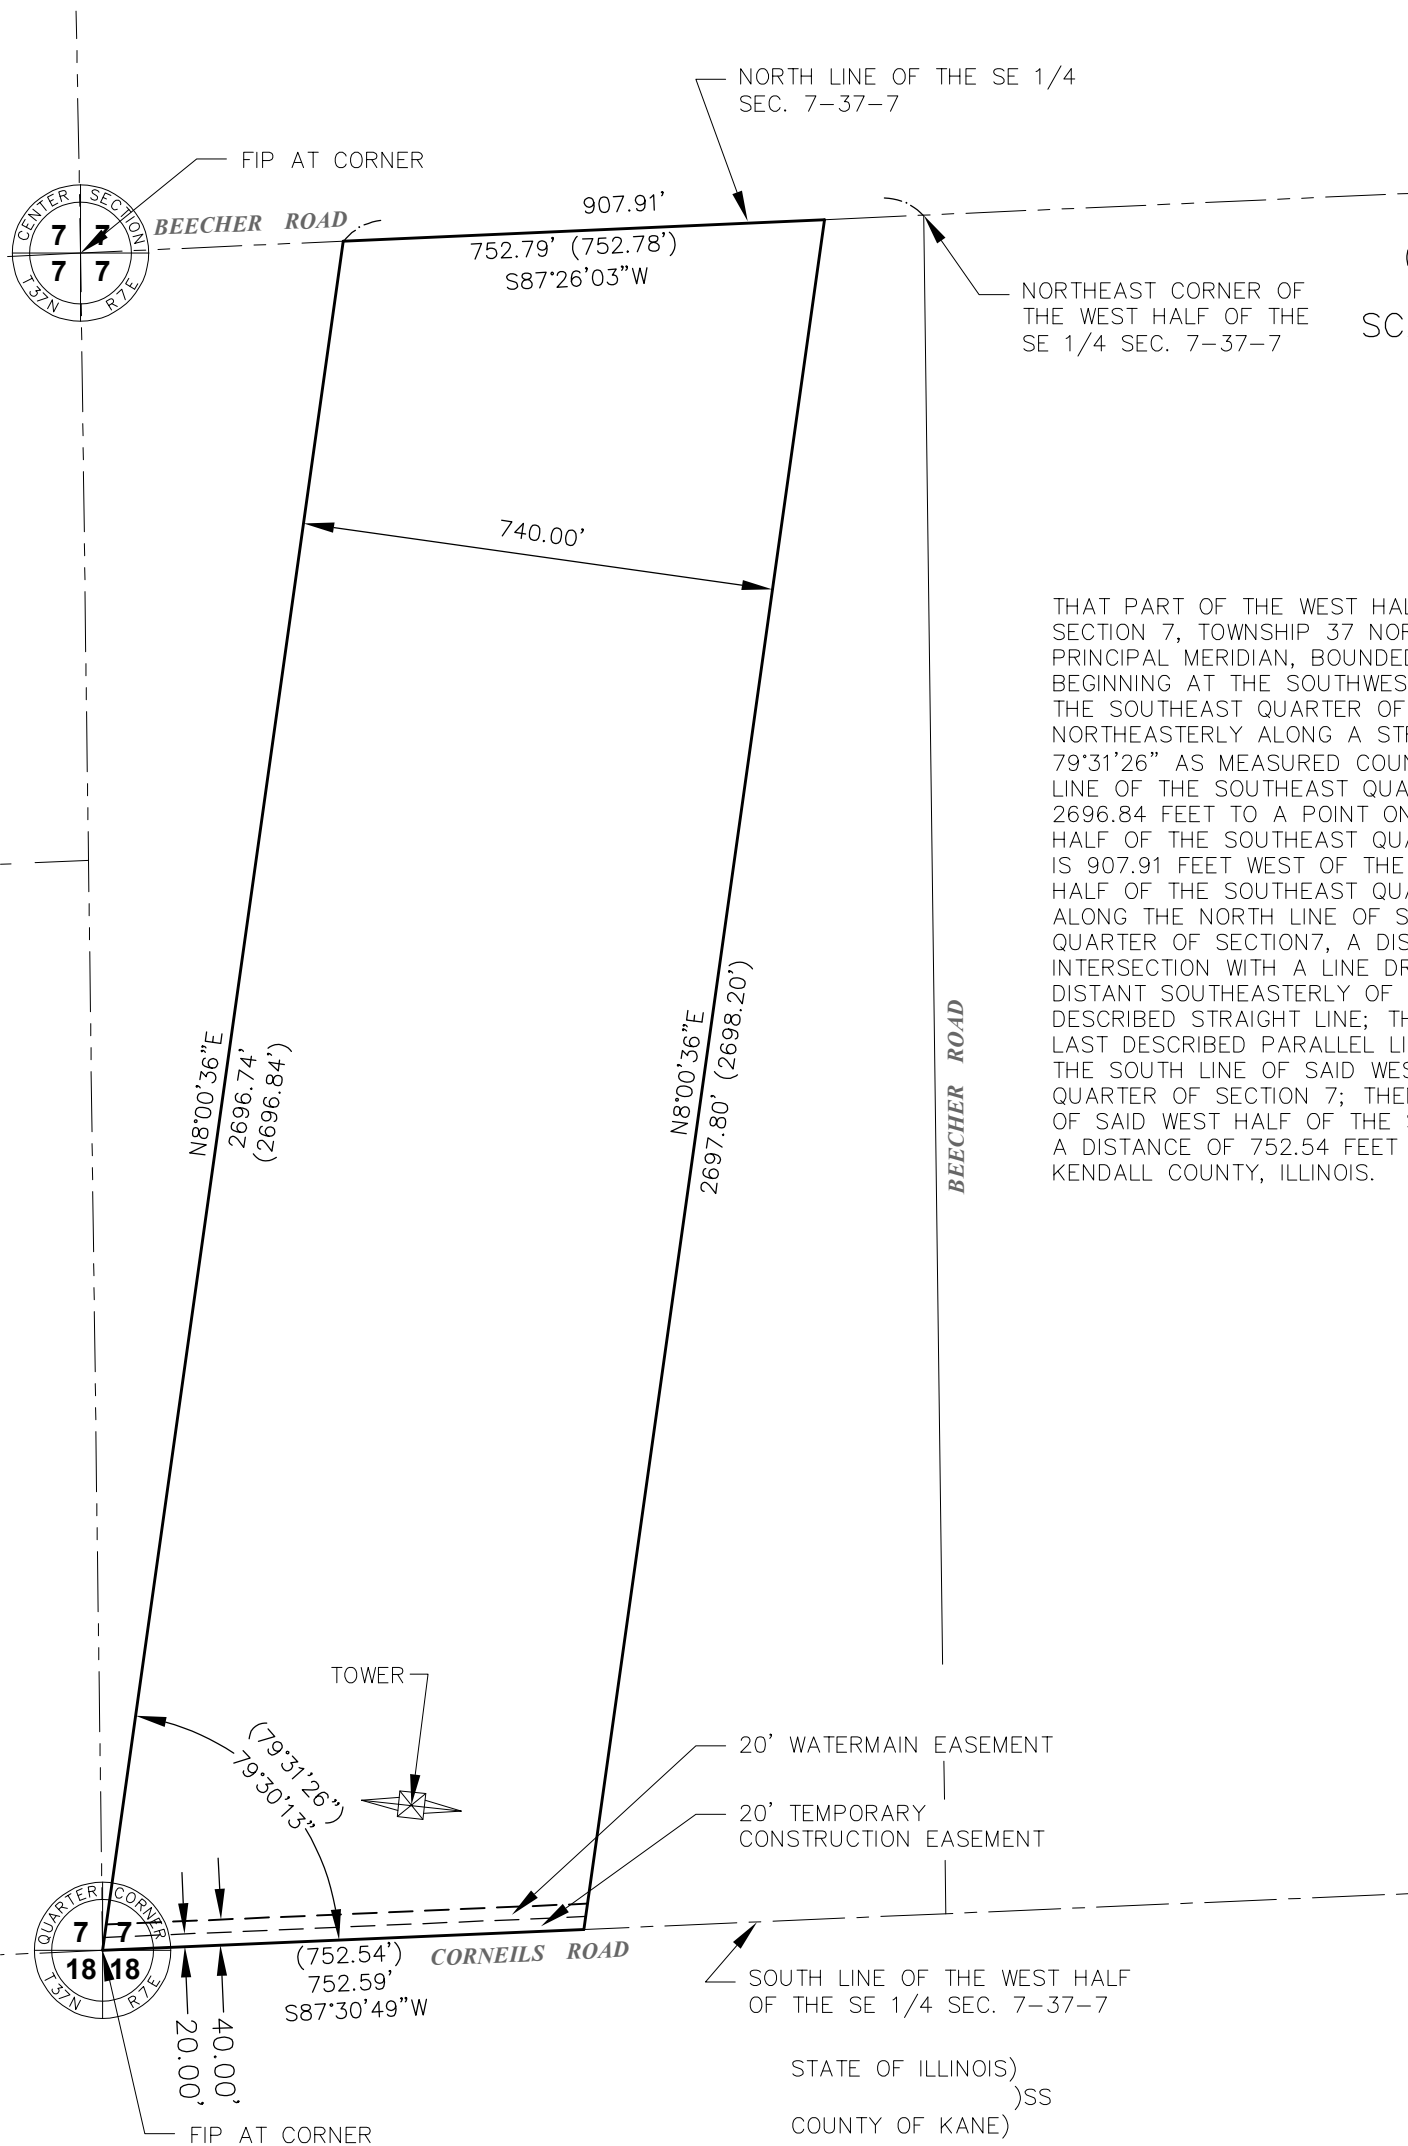 NORTH LINE OF THE SE 1/4
SEC. 7-37-7
FIP AT CORNER
CENTER SECTION
7 7
7 7
T37N R7E
BEECHER ROAD
907.91'
752.79' (752.78')
S87°26'03"W
NORTHEAST CORNER OF
THE WEST HALF OF THE
SE 1/4 SEC. 7-37-7
(
SC
740.00'
THAT PART OF THE WEST HAL
SECTION 7, TOWNSHIP 37 NOR
PRINCIPAL MERIDIAN, BOUNDED
BEGINNING AT THE SOUTHWES
THE SOUTHEAST QUARTER OF
NORTHEASTERLY ALONG A STR
79°31'26" AS MEASURED COUN
LINE OF THE SOUTHEAST QUA
2696.84 FEET TO A POINT ON
HALF OF THE SOUTHEAST QUA
IS 907.91 FEET WEST OF THE
HALF OF THE SOUTHEAST QUA
ALONG THE NORTH LINE OF S
QUARTER OF SECTION7, A DIS
INTERSECTION WITH A LINE DR
DISTANT SOUTHEASTERLY OF
DESCRIBED STRAIGHT LINE; TH
LAST DESCRIBED PARALLEL LI
THE SOUTH LINE OF SAID WES
QUARTER OF SECTION 7; THE
OF SAID WEST HALF OF THE S
A DISTANCE OF 752.54 FEET
KENDALL COUNTY, ILLINOIS.
N8°00'36"E
2696.74'
(2696.84')
N8°00'36"E
2697.80' (2698.20')
BEECHER ROAD
TOWER
(79°31'26")
79°30'13"
20' WATERMAIN EASEMENT
20' TEMPORARY
CONSTRUCTION EASEMENT
QUARTER CORNER
7 7
18 18
T37N R7E
(752.54')
752.59'
S87°30'49"W
CORNEILS ROAD
20.00'
40.00'
SOUTH LINE OF THE WEST HALF
OF THE SE 1/4 SEC. 7-37-7
FIP AT CORNER
STATE OF ILLINOIS)
)SS
COUNTY OF KANE)